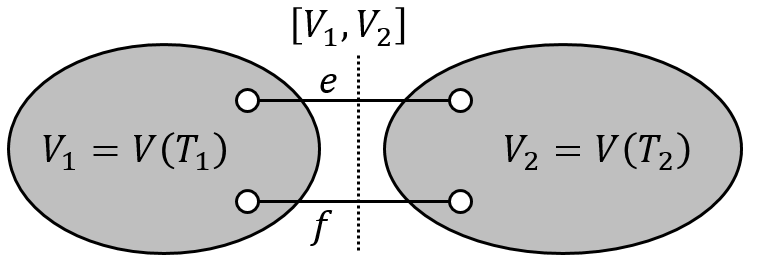 [V₁, V₂]
e
V₁ = V(T₁)
V₂ = V(T₂)
f